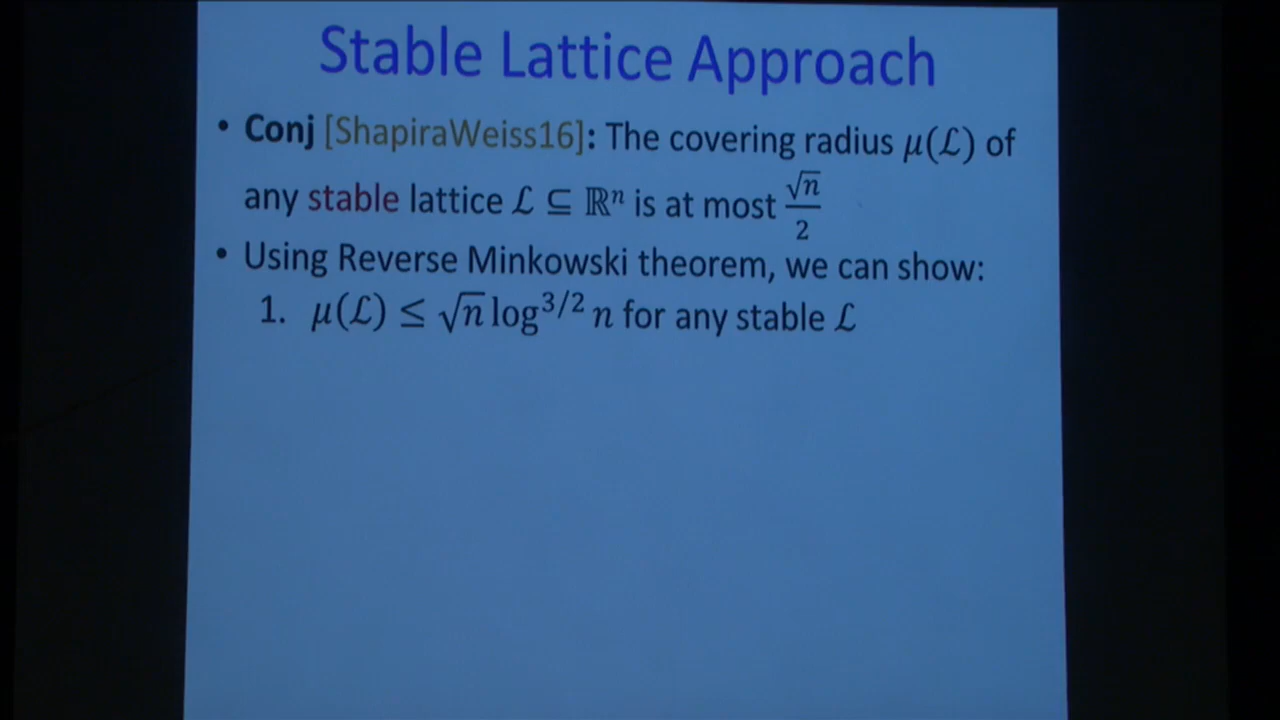 Stable Lattice Approach
• Conj [ShapiraWeiss16]: The covering radius μ(ℒ) of
any stable lattice ℒ ⊆ ℝⁿ is at most √n/2
• Using Reverse Minkowski theorem, we can show:
1. μ(ℒ) ≤ √n log^{3/2} n for any stable ℒ